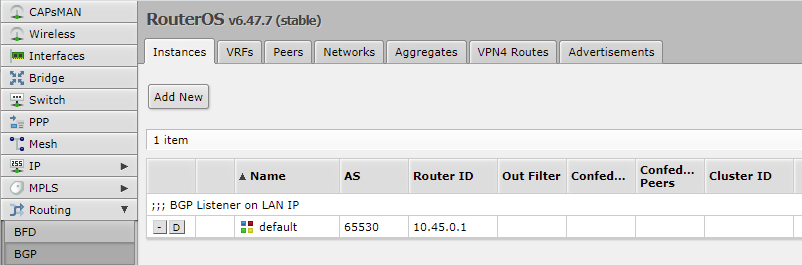 CAPsMAN
Wireless
Interfaces
Bridge
Switch
PPP
Mesh
IP
MPLS
Routing
BFD
BGP
RouterOS v6.47.7 (stable)
Instances VRFs Peers Networks Aggregates VPN4 Routes Advertisements
Add New
1 item
▲ Name AS Router ID Out Filter Confed... Confed... Peers Cluster ID
;;; BGP Listener on LAN IP
- D default 65530 10.45.0.1